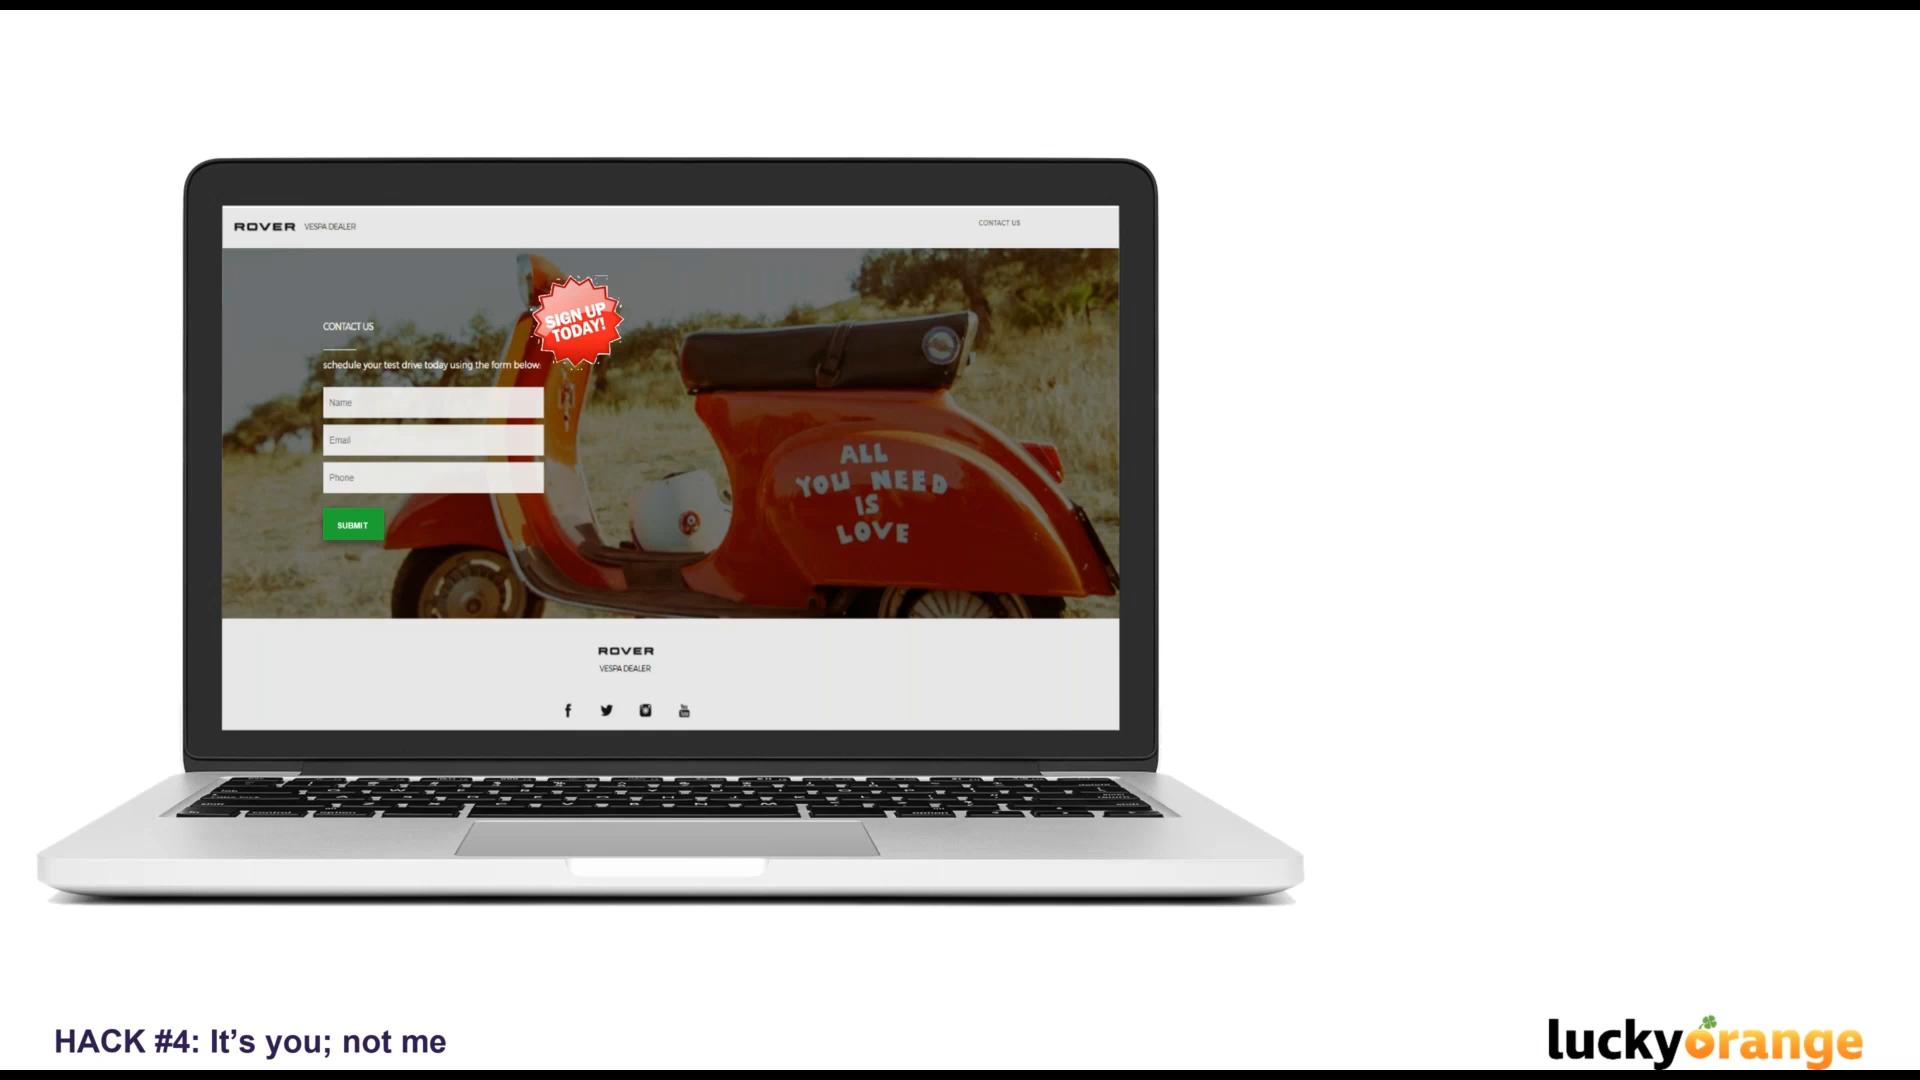 ROVER VESPA DEALER
CONTACT US
SIGN UP
TODAY!
CONTACT US
schedule your test drive today using the form below:
Name
Email
Phone
SUBMIT
ALL
YOU NEED
IS
LOVE
ROVER
VESPA DEALER
HACK #4: It’s you; not me
luckyorange